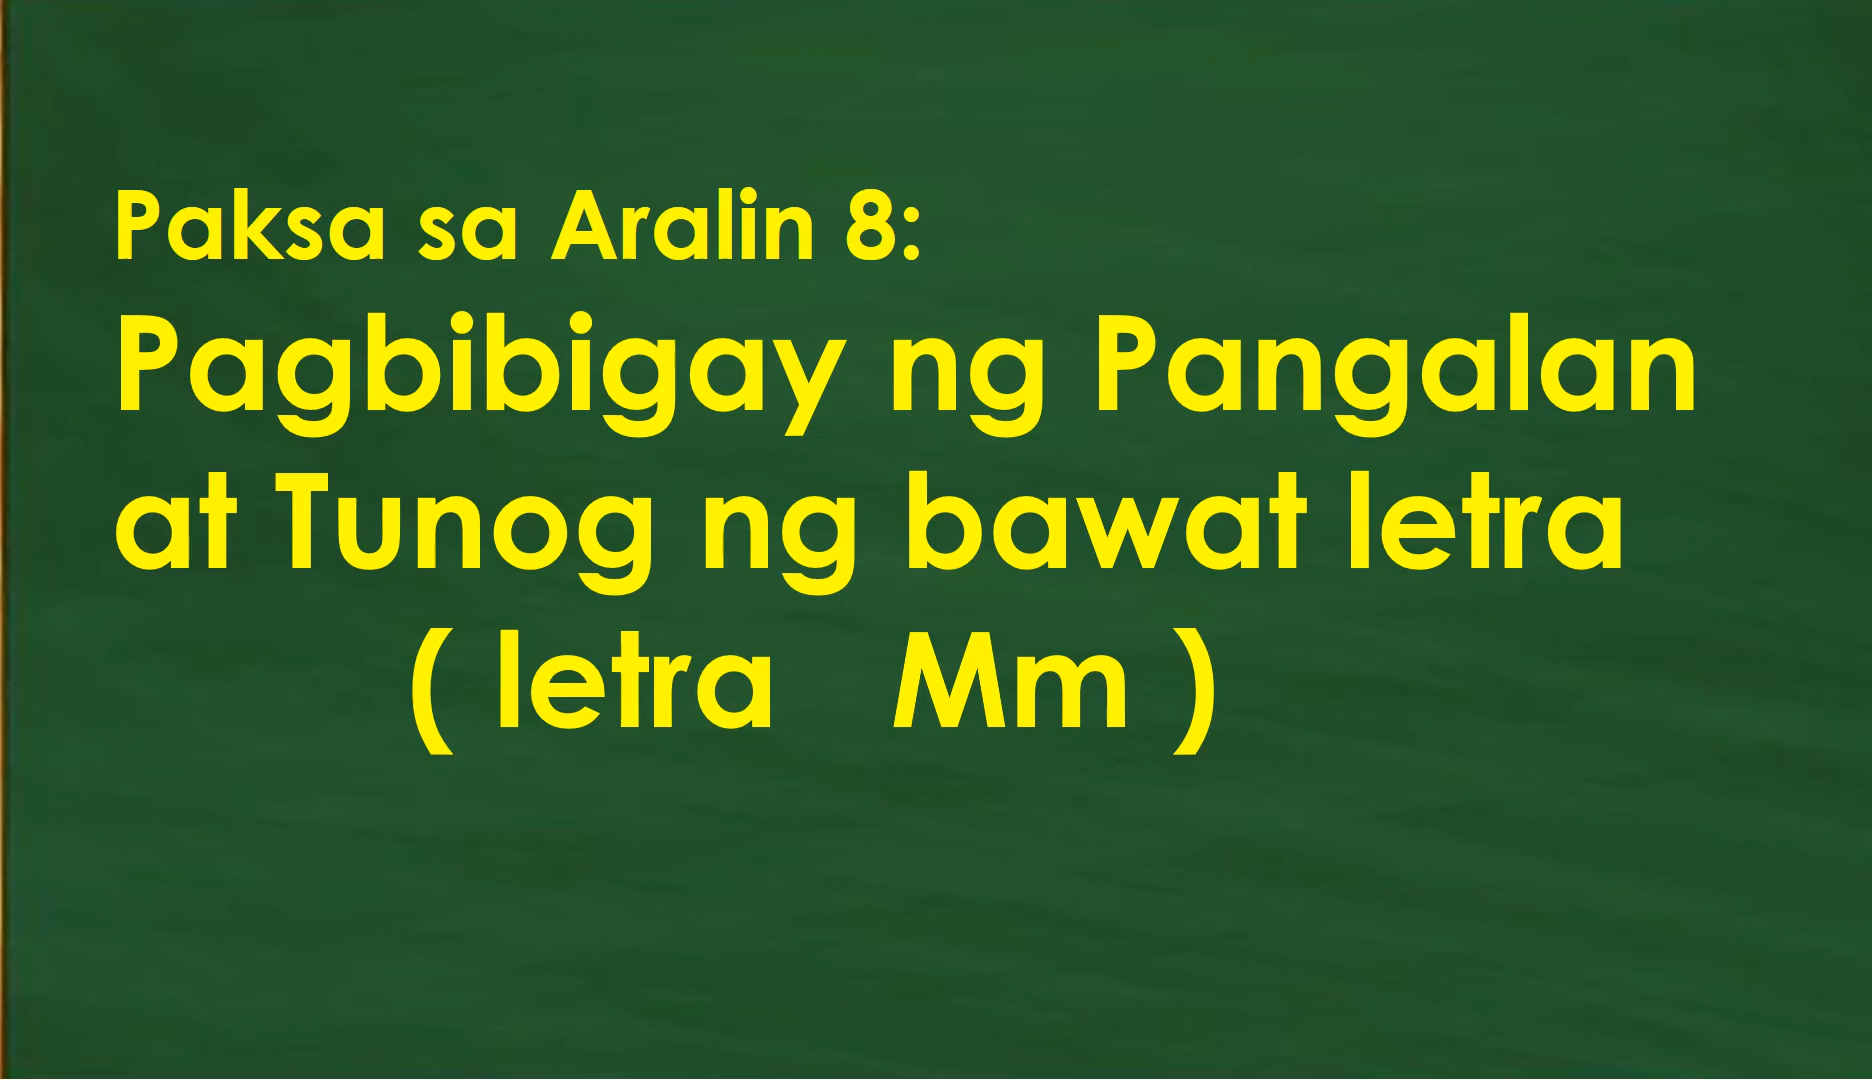 Paksa sa Aralin 8:
Pagbibigay ng Pangalan
at Tunog ng bawat letra
( letra Mm )